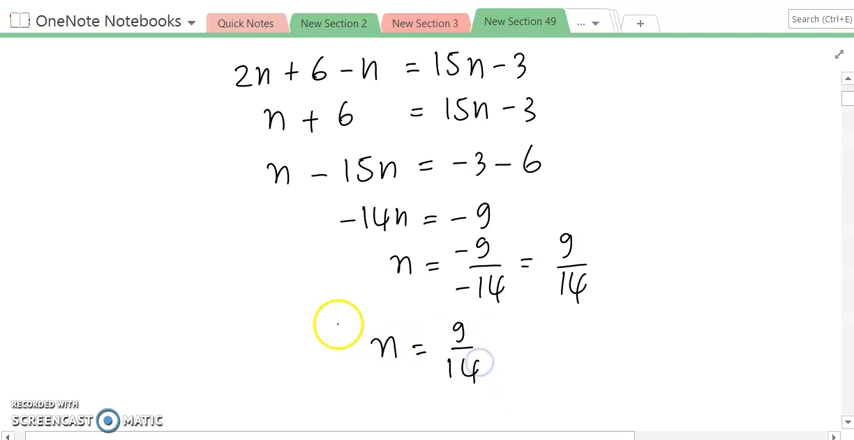 OneNote Notebooks Quick Notes New Section 2 New Section 3 New Section 49 ... + Search (Ctrl+E)
2n + 6 - n = 15n - 3
n + 6 = 15n - 3
n - 15n = -3 - 6
-14n = -9
n = -9/-14 = 9/14
n = 9/14
RECORDED WITH
SCREENCAST MATIC